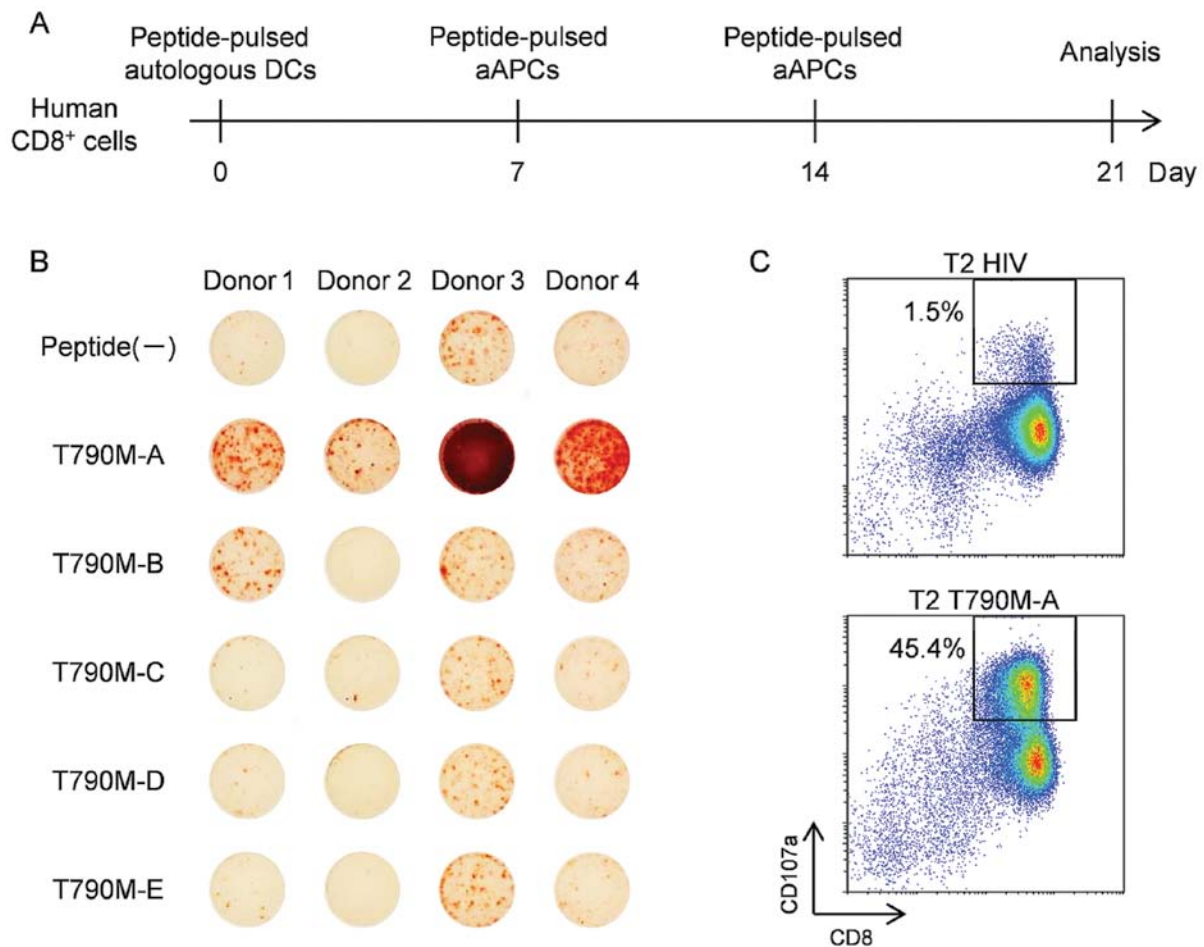 A
Peptide-pulsed
autologous DCs
Peptide-pulsed
aAPCs
Peptide-pulsed
aAPCs
Analysis
Human
CD8⁺ cells
0
7
14
21
Day
B
Donor 1
Donor 2
Donor 3
Donor 4
Peptide(—)
T790M-A
T790M-B
T790M-C
T790M-D
T790M-E
C
T2 HIV
1.5%
T2 T790M-A
45.4%
CD107a
CD8